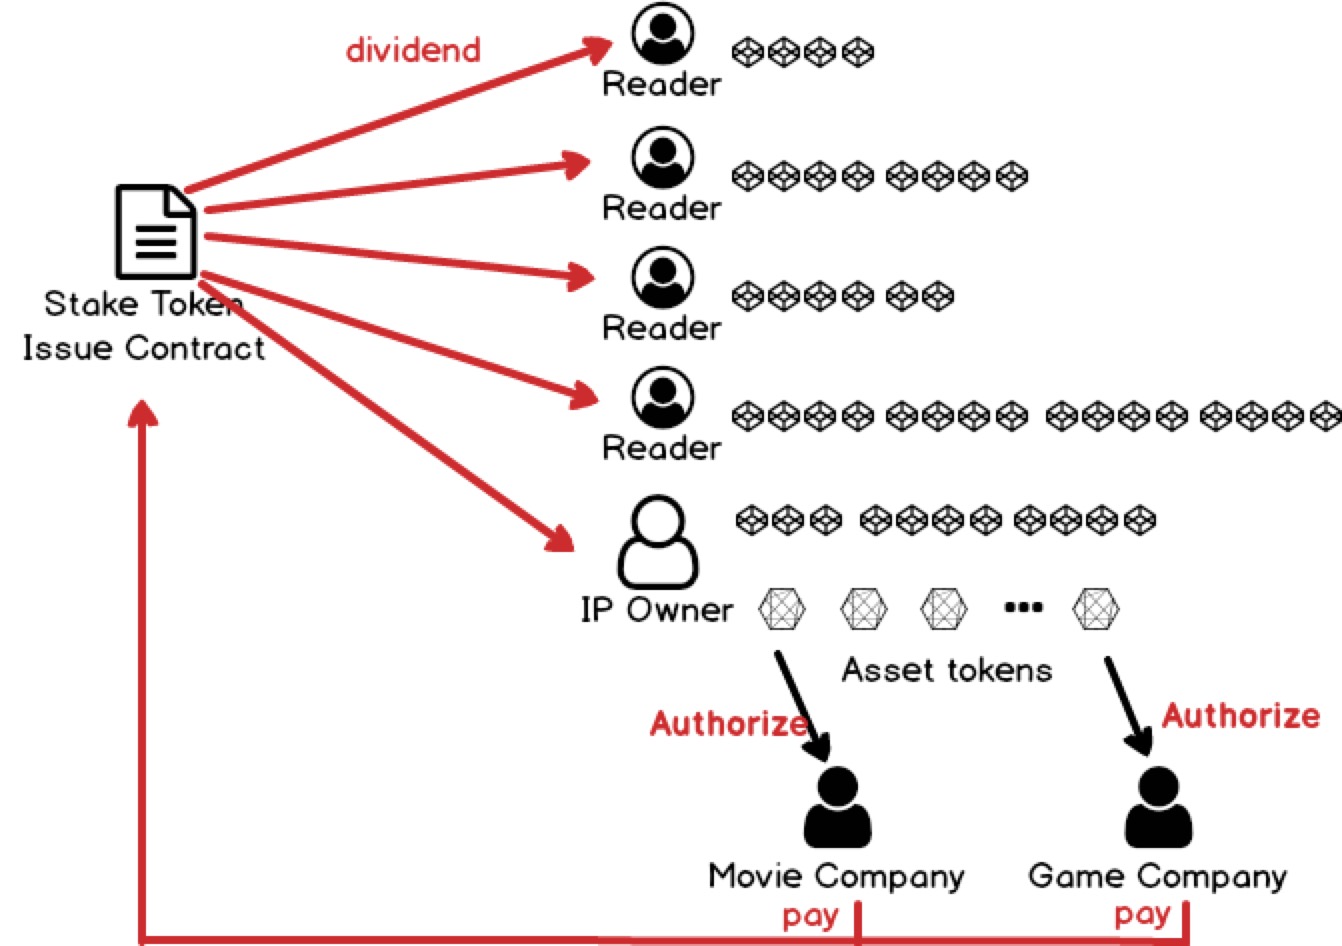 dividend
Reader
Reader
Stake Token
Issue Contract
Reader
Reader
IP Owner
Asset tokens
Authorize
Authorize
Movie Company
Game Company
pay
pay